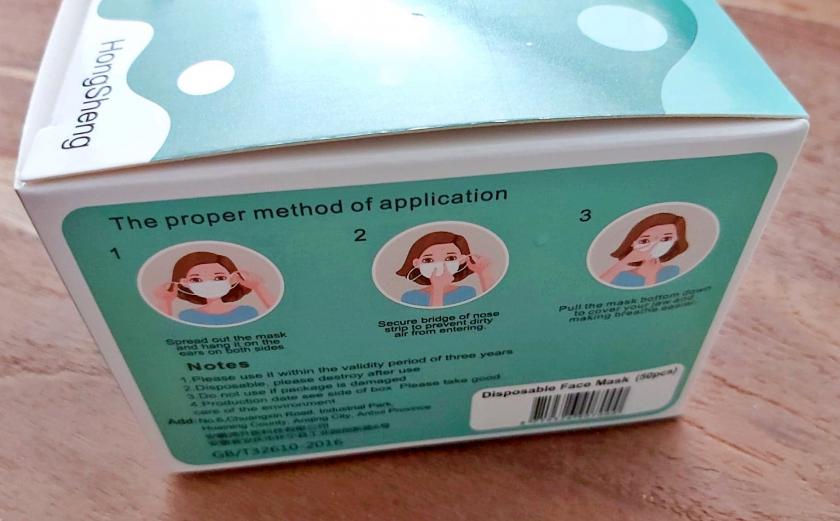 HongSheng
The proper method of application
1
2
3
Spread out the mask
and hang it on the
ears on both sides
Secure bridge of nose
strip to prevent dirty
air from entering.
Pull the mask bottom down
to cover your jaw and
making breathe easier.
Notes
1.Please use it within the validity period of three years
2.Disposable, please destroy after use
3.Do not use if package is damaged
4.Production date see side of box Please take good
care of the environment
Add: No.6,Chuangxin Road, Industrial Park,
Huaining County, Anqing City, Anhui Province
GB/T32610-2016
Disposable Face Mask (50pcs)